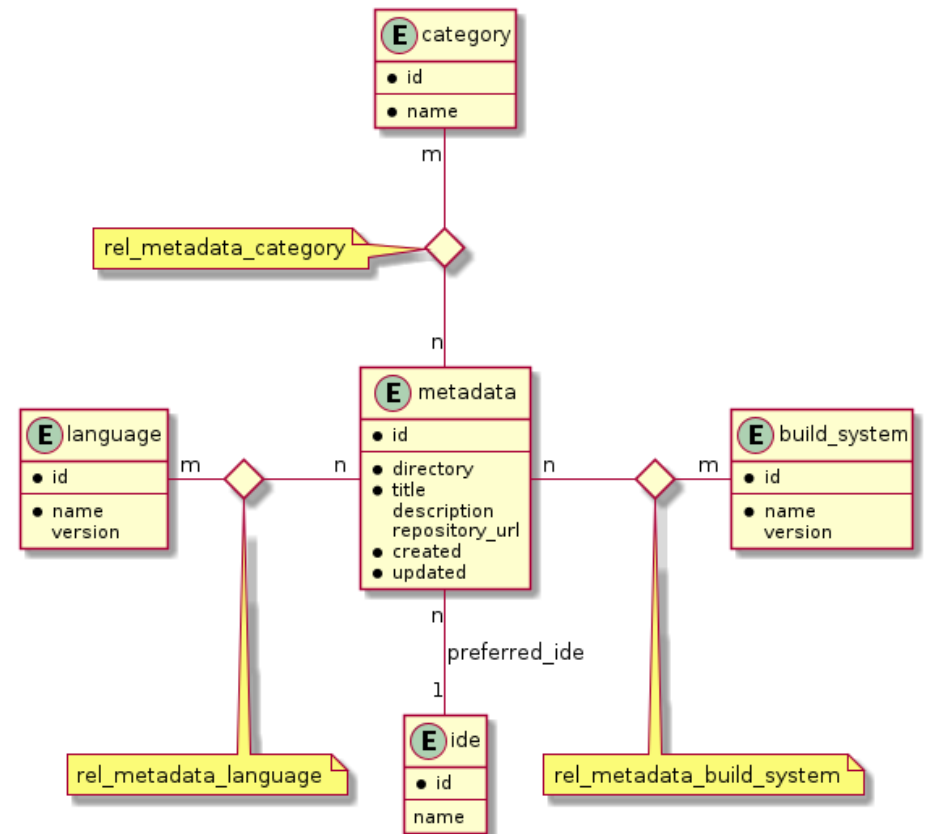 E category
id
name
m
rel_metadata_category
n
E metadata
id
directory
title
description
repository_url
created
updated
E language
id
name
version
m
n
n
m
E build_system
id
name
version
n
preferred_ide
1
E ide
id
name
rel_metadata_language
rel_metadata_build_system